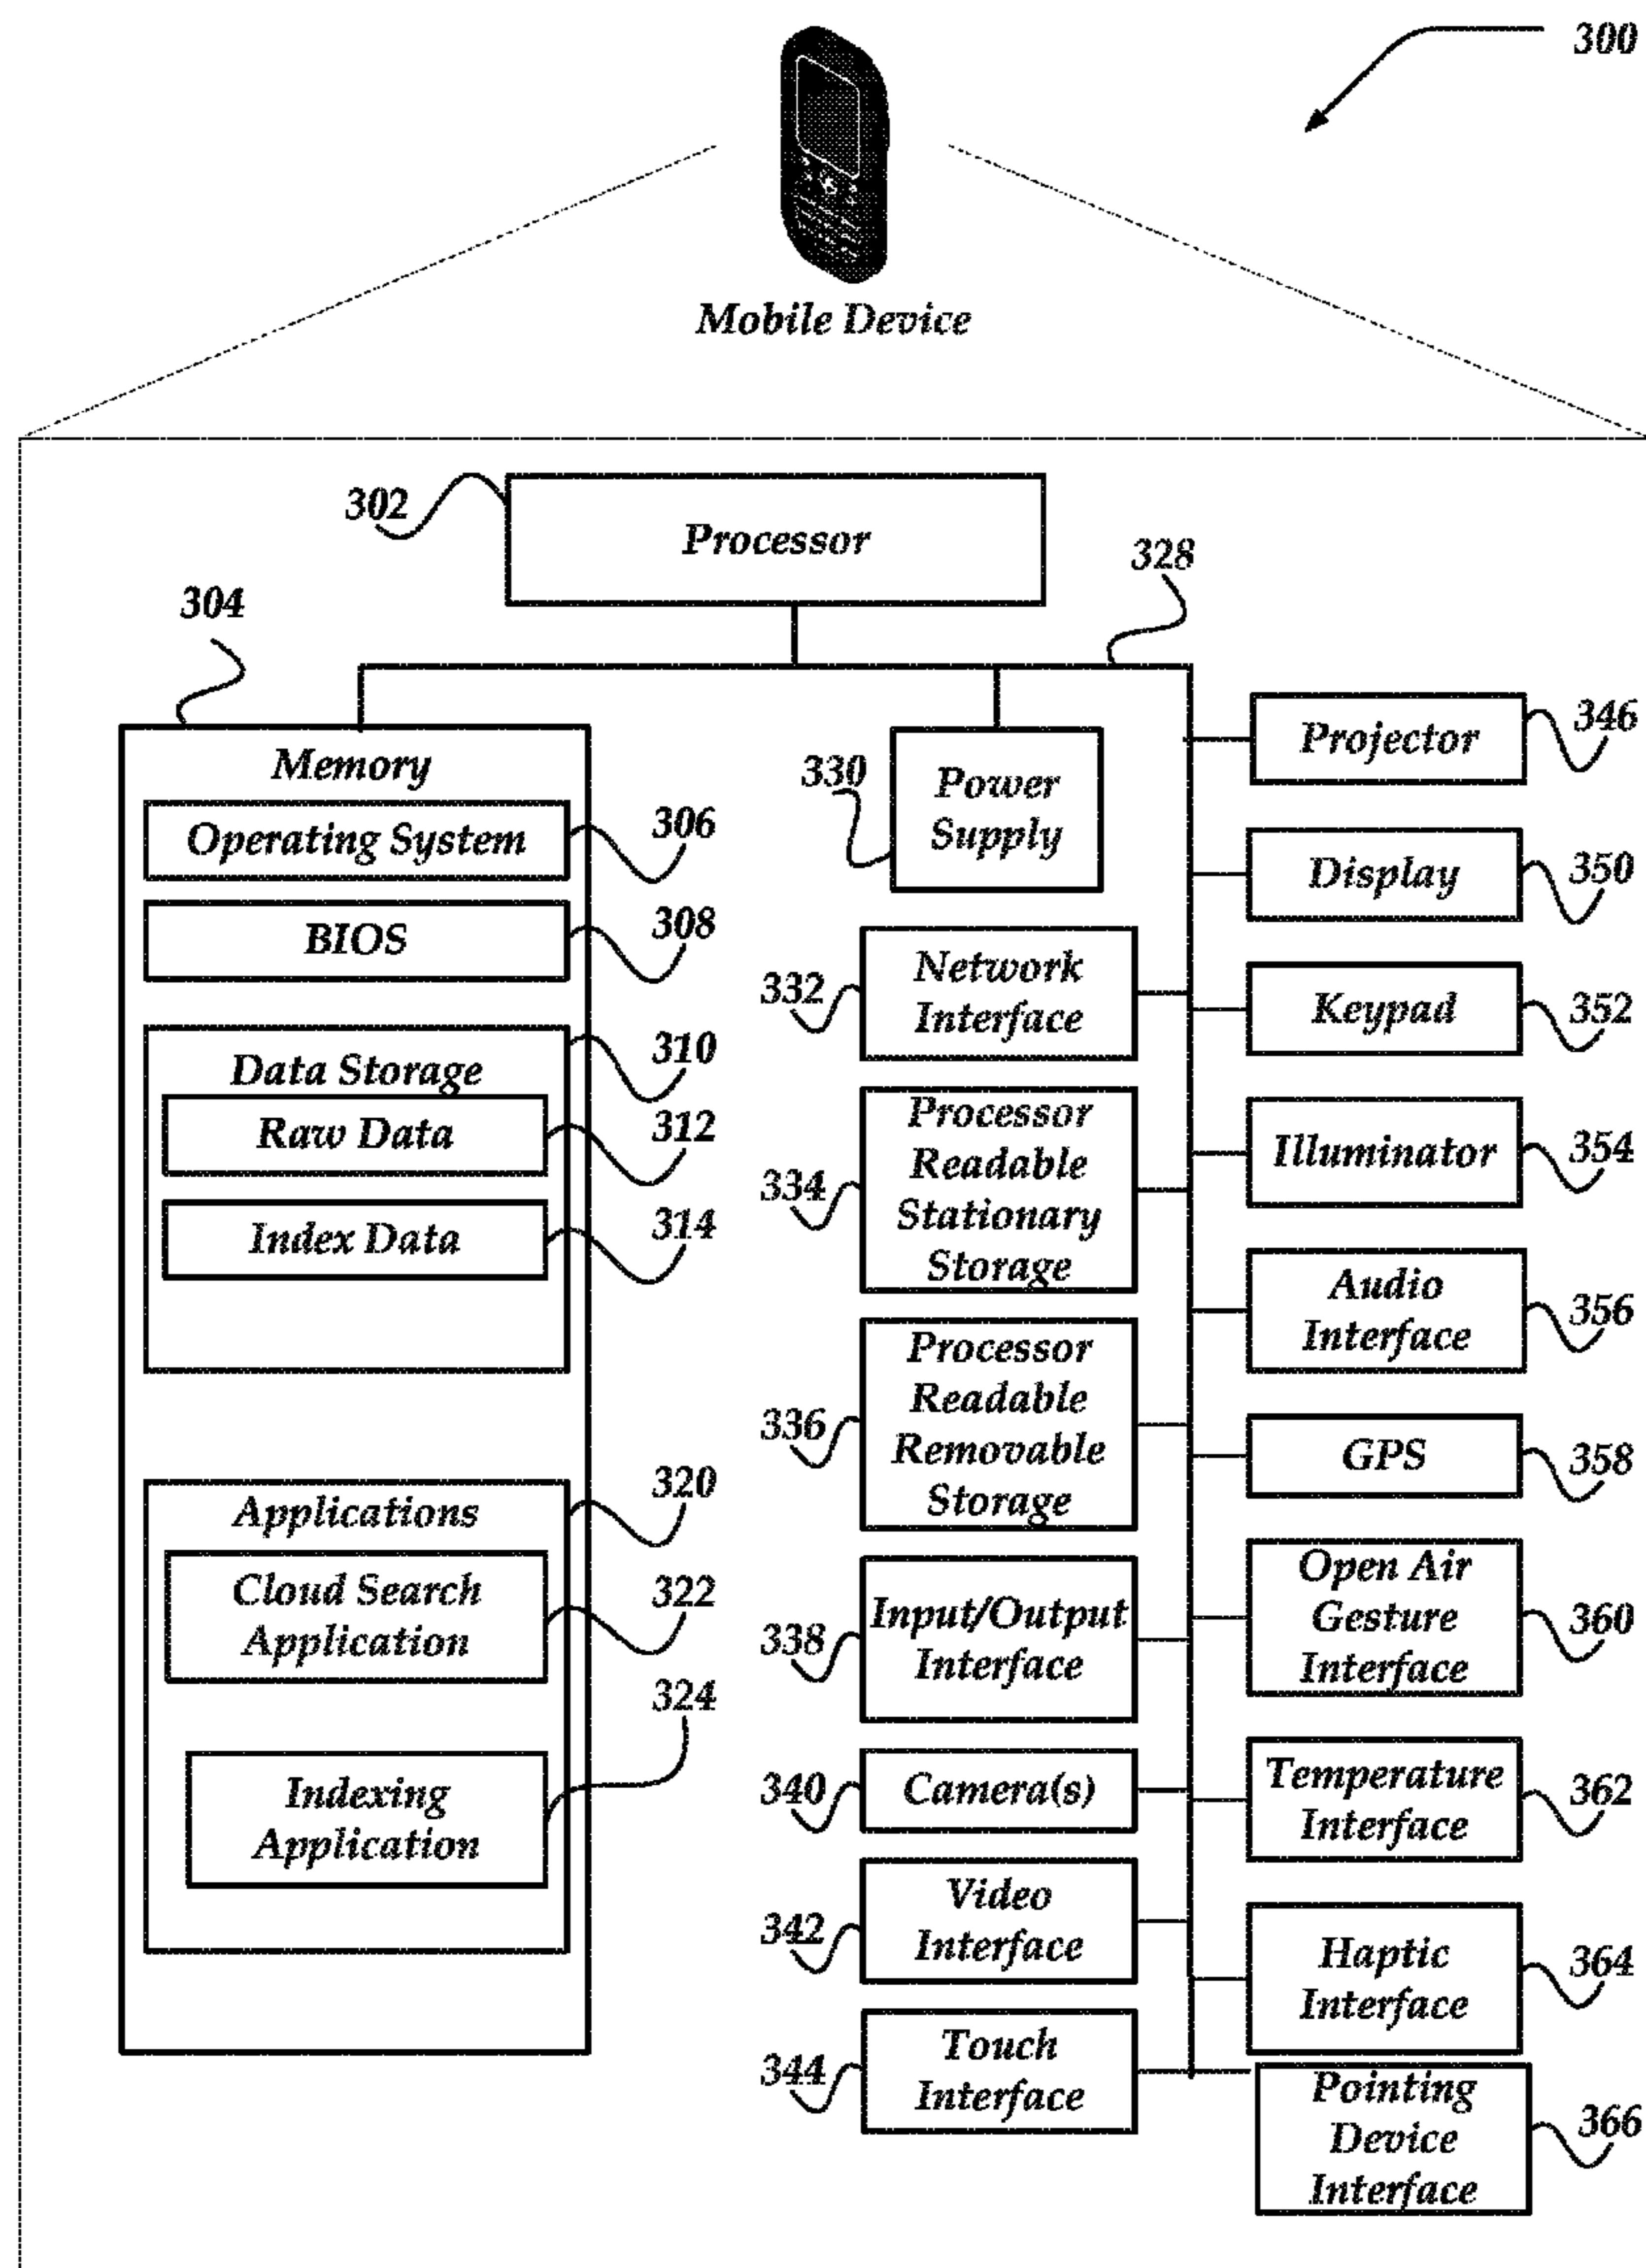 300
Mobile Device
302
Processor
328
304
Memory
Operating System
306
BIOS
308
Data Storage
310
Raw Data
312
Index Data
314
Applications
320
Cloud Search
Application
322
324
Indexing
Application
330
Power
Supply
332
Network
Interface
334
Processor
Readable
Stationary
Storage
336
Processor
Readable
Removable
Storage
338
Input/Output
Interface
340
Camera(s)
342
Video
Interface
344
Touch
Interface
Projector
346
Display
350
Keypad
352
Illuminator
354
Audio
Interface
356
GPS
358
Open Air
Gesture
Interface
360
Temperature
Interface
362
Haptic
Interface
364
Pointing
Device
Interface
366